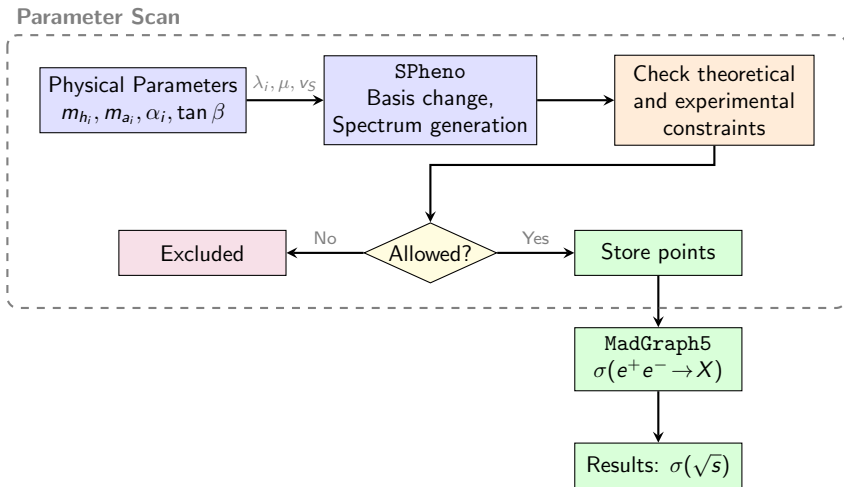 Parameter Scan
Physical Parameters
m_{h_i}, m_{a_i}, α_i, tan β
λ_i, μ, v_S
SPheno
Basis change,
Spectrum generation
Check theoretical
and experimental
constraints
Excluded
No
Allowed?
Yes
Store points
MadGraph5
σ(e⁺e⁻→X)
Results: σ(√s)